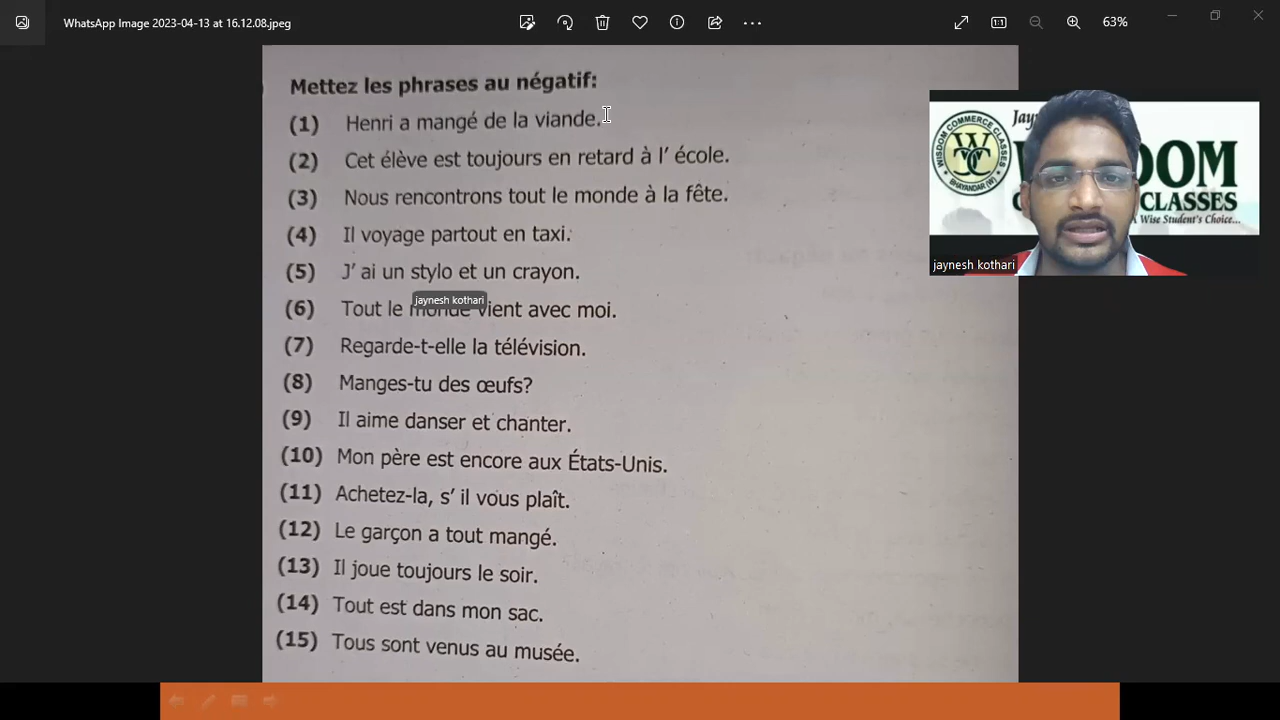 WhatsApp Image 2023-04-13 at 16.12.08.jpeg
63%
Mettez les phrases au négatif:
(1) Henri a mangé de la viande.
(2) Cet élève est toujours en retard à l' école.
(3) Nous rencontrons tout le monde à la fête.
(4) Il voyage partout en taxi.
(5) J' ai un stylo et un crayon.
jaynesh kothari
(6) Tout le monde vient avec moi.
(7) Regarde-t-elle la télévision.
(8) Manges-tu des œufs?
(9) Il aime danser et chanter.
(10) Mon père est encore aux États-Unis.
(11) Achetez-la, s' il vous plaît.
(12) Le garçon a tout mangé.
(13) Il joue toujours le soir.
(14) Tout est dans mon sac.
(15) Tous sont venus au musée.
WISDOM COMMERCE CLASSES
BHAYANDAR (W)
CLASSES
A Wise Student's Choice...
jaynesh kothari